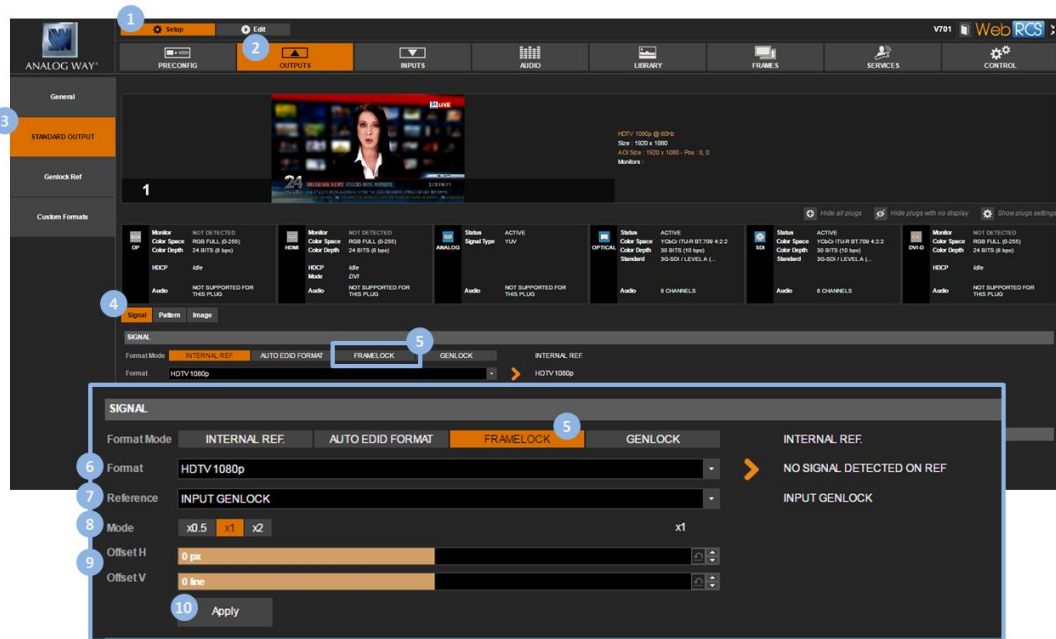 1
Setup
Edit
V701
Web RCS
ANALOG WAY®
PRECONFIG
2
OUTPUTS
INPUTS
AUDIO
LIBRARY
FRAMES
SERVICES
CONTROL
General
3
STANDARD OUTPUT
Genlock Ref
Custom Formats
24 LIVE
24
1
HDTV 1080p @ 60Hz
Size : 1920 x 1080
AOI Size : 1920 x 1080 - Pos : 0, 0
Monitors :
Hide all plugs
Hide plugs with no display
Show plugs settings
DP
Monitor NOT DETECTED
Color Space RGB FULL (0-255)
Color Depth 24 BITS (8 bpc)
HDCP Idle
Audio NOT SUPPORTED FOR THIS PLUG
HDMI
Monitor NOT DETECTED
Color Space RGB FULL (0-255)
Color Depth 24 BITS (8 bpc)
HDCP Idle
Mode DVI
Audio NOT SUPPORTED FOR THIS PLUG
ANALOG
Status ACTIVE
Signal Type YUV
Audio NOT SUPPORTED FOR THIS PLUG
OPTICAL
Status ACTIVE
Color Space YCbCr ITU-R BT.709 4:2:2
Color Depth 30 BITS (10 bpc)
Standard 3G-SDI / LEVEL A (...
Audio 8 CHANNELS
SDI
Status ACTIVE
Color Space YCbCr ITU-R BT.709 4:2:2
Color Depth 30 BITS (10 bpc)
Standard 3G-SDI / LEVEL A (...
Audio 8 CHANNELS
DVI-D
Monitor NOT DETECTED
Color Space RGB FULL (0-255)
Color Depth 24 BITS (8 bpc)
HDCP Idle
Audio NOT SUPPORTED FOR THIS PLUG
4
Signal Pattern Image
SIGNAL
5
Format Mode INTERNAL REF. AUTO EDID FORMAT FRAMELOCK GENLOCK INTERNAL REF.
Format HDTV 1080p HDTV 1080p
SIGNAL
5
Format Mode INTERNAL REF. AUTO EDID FORMAT FRAMELOCK GENLOCK INTERNAL REF.
6 Format HDTV 1080p NO SIGNAL DETECTED ON REF
7 Reference INPUT GENLOCK INPUT GENLOCK
8 Mode x0.5 x1 x2 x1
9
Offset H 0 px
Offset V 0 line
10 Apply